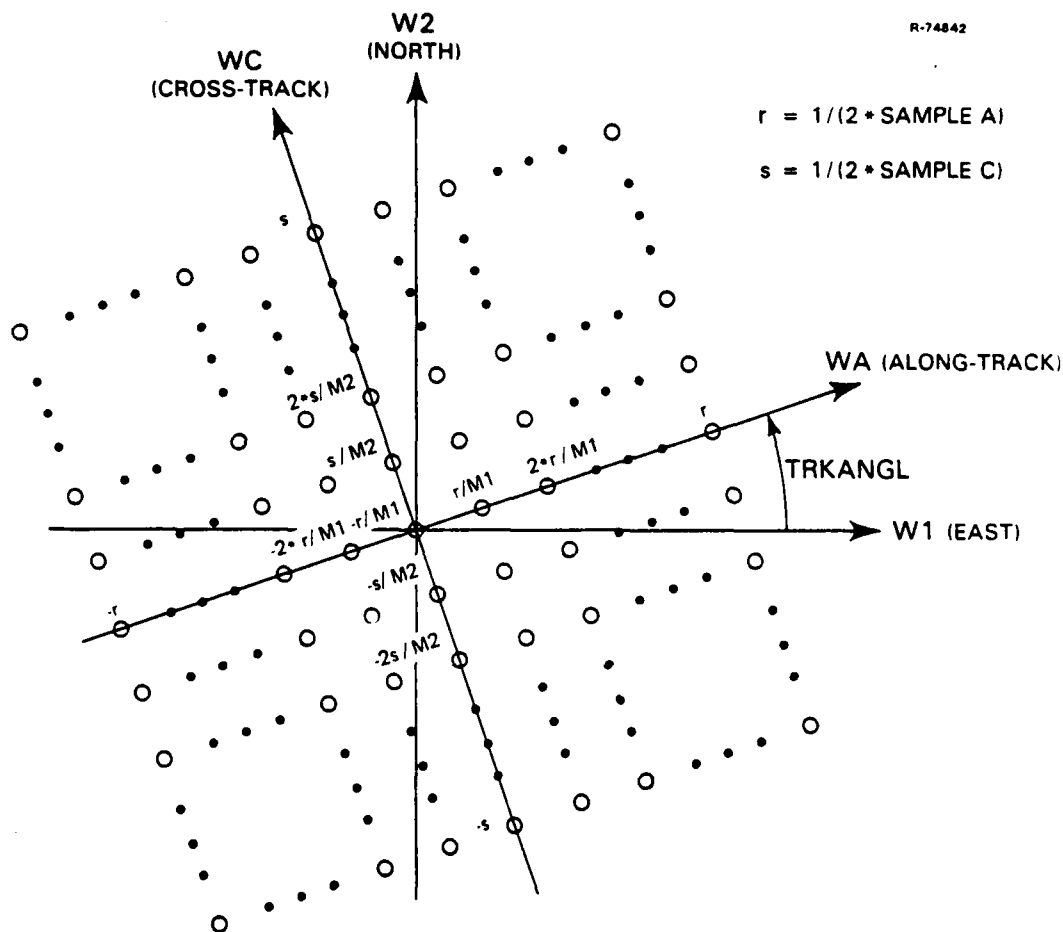 R-74842
W2
(NORTH)
WC
(CROSS-TRACK)
r = 1/(2 * SAMPLE A)
s = 1/(2 * SAMPLE C)
s
WA (ALONG-TRACK)
2*s/M2
r
2*r/M1
s/M2
TRKANGL
r/M1
-r/M1
-2* r/M1
W1 (EAST)
-s/M2
-r
-2s/M2
-s